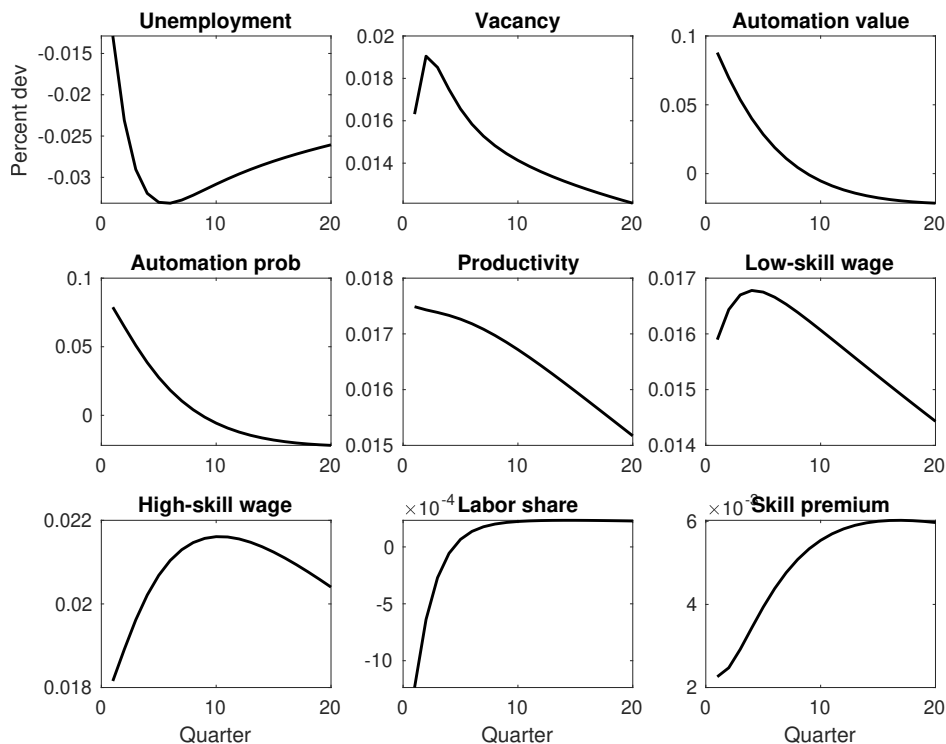 Unemployment Vacancy Automation value
Percent dev
-0.015
-0.02
-0.025
-0.03
0 10 20
0.02
0.018
0.016
0.014
0 10 20
0.1
0.05
0
0 10 20
Automation prob Productivity Low-skill wage
0.1
0.05
0
0 10 20
0.018
0.017
0.016
0.015
0 10 20
0.017
0.016
0.015
0.014
0 10 20
High-skill wage Labor share Skill premium
0.022
0.02
0.018
0 10 20
Quarter
×10-4
0
-5
-10
0 10 20
×10-3
6
4
2
0 10 20
Quarter